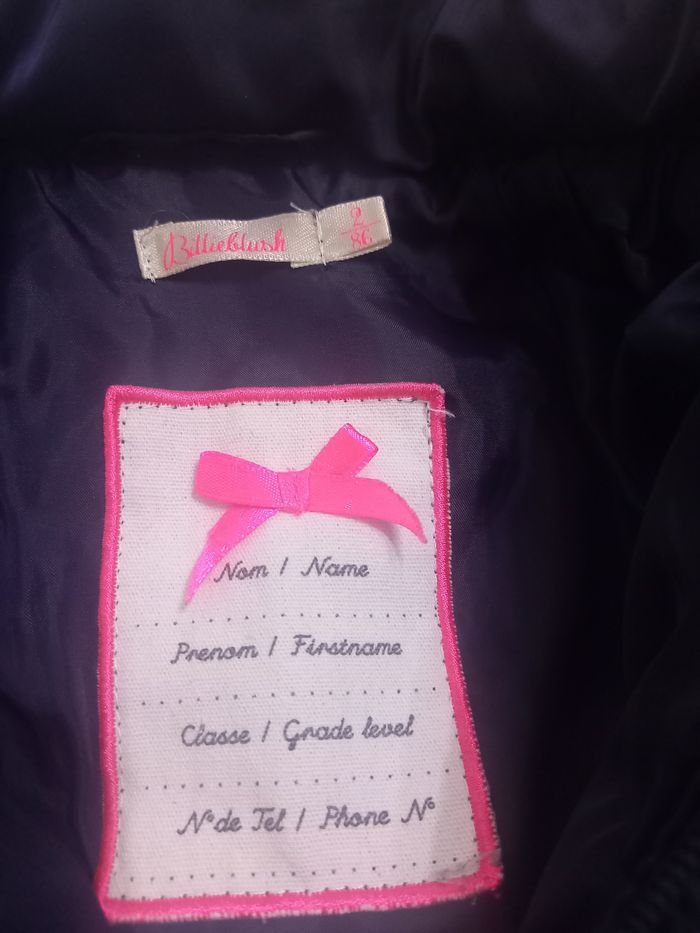 Billieblush
2
86
Nom / Name
Prenom / Firstname
Classe / Grade level
N° de Tel / Phone N°